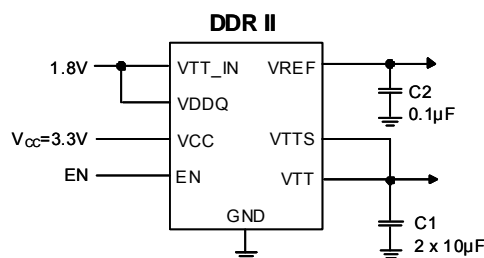 DDR II
1.8V
VTT_IN
VREF
VDDQ
C2
0.1µF
VCC=3.3V
VCC
VTTS
EN
EN
VTT
GND
C1
2 x 10µF